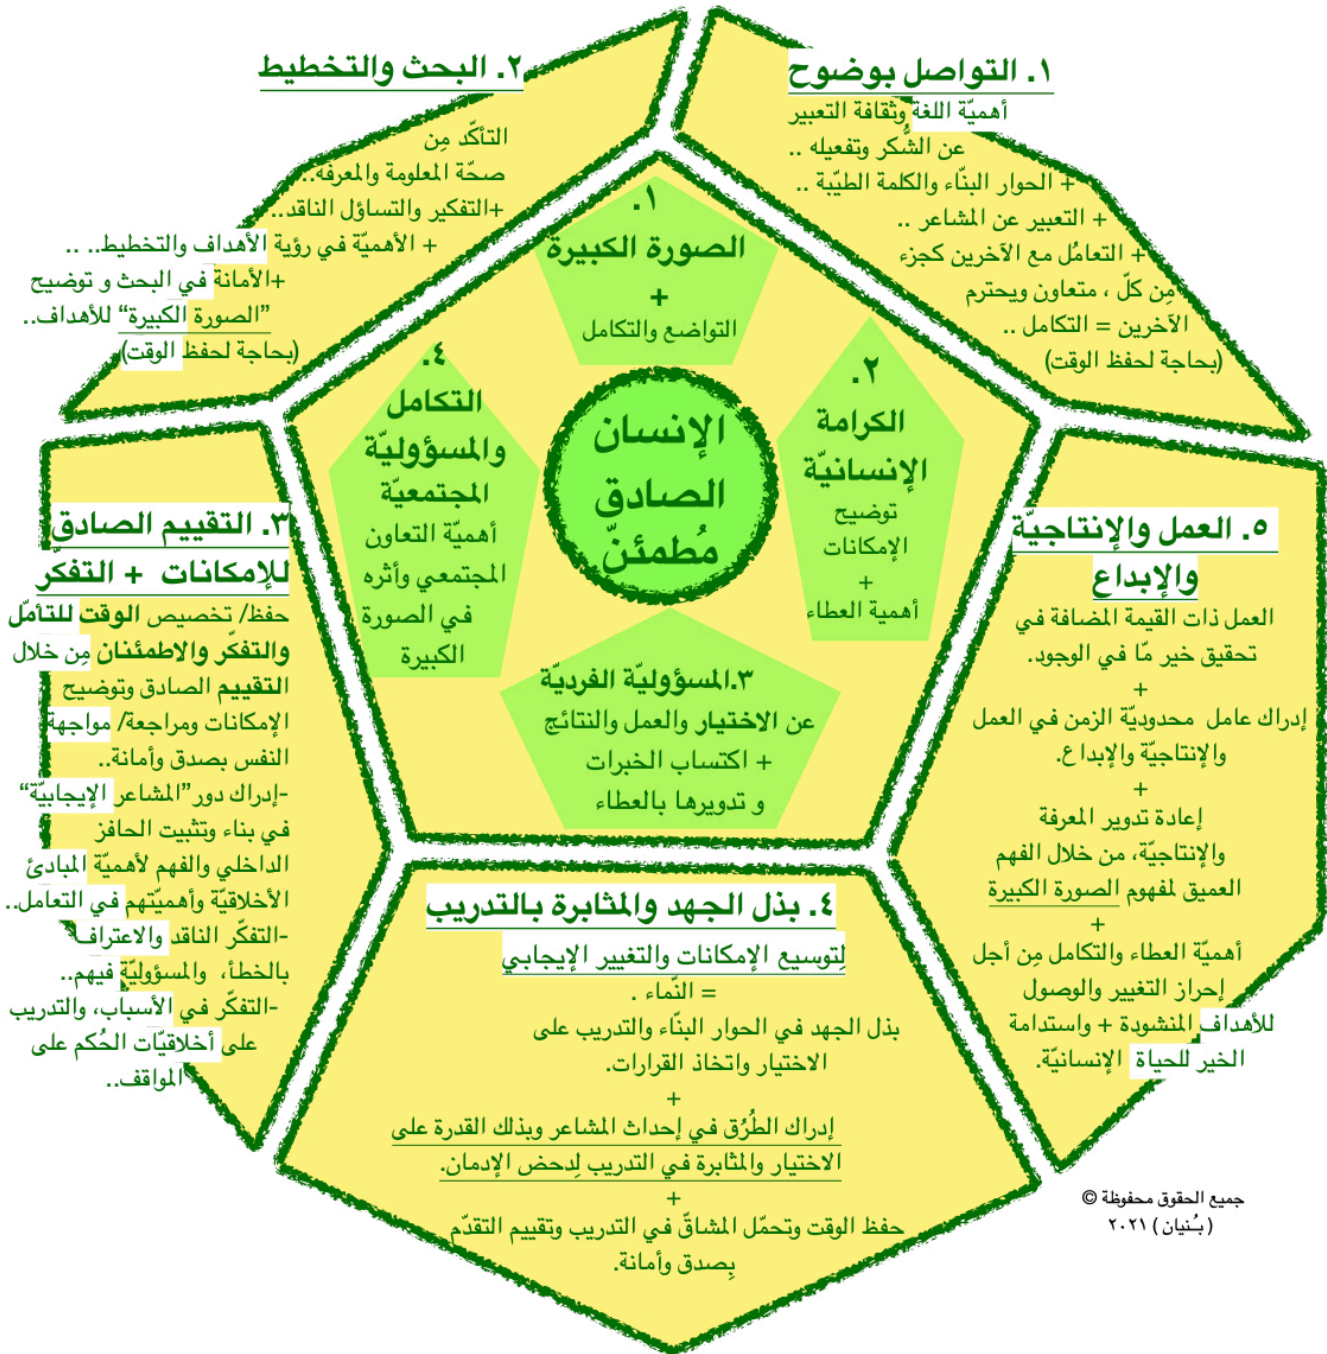 ١. التواصل بوضوح
أهميّة اللغة وثقافة التعبير
عن الشُّكر وتفعيله ..
+ الحوار البنّاء والكلمة الطيّبة ..
+ التعبير عن المشاعر ..
+ التعامُل مع الآخرين كجزء
مِن كلّ ، متعاون ويحترم
الآخرين = التكامل ..
(بحاجة لحفظ الوقت)
٢. البحث والتخطيط
التأكّد مِن
صحّة المعلومة والمعرفة..
+التفكير والتساؤل الناقد..
+ الأهميّة في رؤية الأهداف والتخطيط.. ..
+الأمانة في البحث و توضيح
”الصورة الكبيرة“ للأهداف..
(بحاجة لحفظ الوقت)
٣. التقييم الصادق
للإمكانات + التفكّر
حفظ/ تخصيص الوقت للتأمّل
والتفكّر والاطمئنان مِن خلال
التقييم الصادق وتوضيح
الإمكانات ومراجعة/ مواجهة
النفس بصدق وأمانة..
-إدراك دور ”المشاعر الإيجابيّة“
في بناء وتثبيت الحافز
الداخلي والفهم لأهميّة المبادئ
الأخلاقيّة وأهميّتهم في التعامل..
-التفكّر الناقد والاعتراف
بالخطأ، والمسؤوليّة فيهم..
-التفكّر في الأسباب، والتدريب
على أخلاقيّات الحُكم على
المواقف..
٤. بذل الجهد والمثابرة بالتدريب
لِتوسيع الإمكانات والتغيير الإيجابي
= النّماء .
بذل الجهد في الحوار البنّاء والتدريب على
الاختيار واتخاذ القرارات.
+
إدراك الطُرُق في إحداث المشاعر وبذلك القدرة على
الاختيار والمثابرة في التدريب لِدحض الإدمان.
+
حفظ الوقت وتحمّل المشاقّ في التدريب وتقييم التقدّم
بِصدق وأمانة.
٥. العمل والإنتاجيّة
والإبداع
العمل ذات القيمة المضافة في
تحقيق خير مّا في الوجود.
+
إدراك عامل محدوديّة الزمن في العمل
والإنتاجيّة والإبداع.
+
إعادة تدوير المعرفة
والإنتاجيّة، من خلال الفهم
العميق لمفهوم الصورة الكبيرة
+
أهميّة العطاء والتكامل مِن أجل
إحراز التغيير والوصول
للأهداف المنشودة + واستدامة
الخير للحياة الإنسانيّة.
١.
الصورة الكبيرة
+
التواضع والتكامل
٢.
الكرامة
الإنسانيّة
توضيح
الإمكانات
+
أهمية العطاء
٣.المسؤوليّة الفرديّة
عن الاختيار والعمل والنتائج
+ اكتساب الخبرات
و تدويرها بالعطاء
٤.
التكامل
والمسؤوليّة
المجتمعيّة
أهميّة التعاون
المجتمعي وأثره
في الصورة
الكبيرة
الإنسان
الصادق
مُطمئنّ
جميع الحقوق محفوظة ©
(بُنيان ) ٢٠٢١